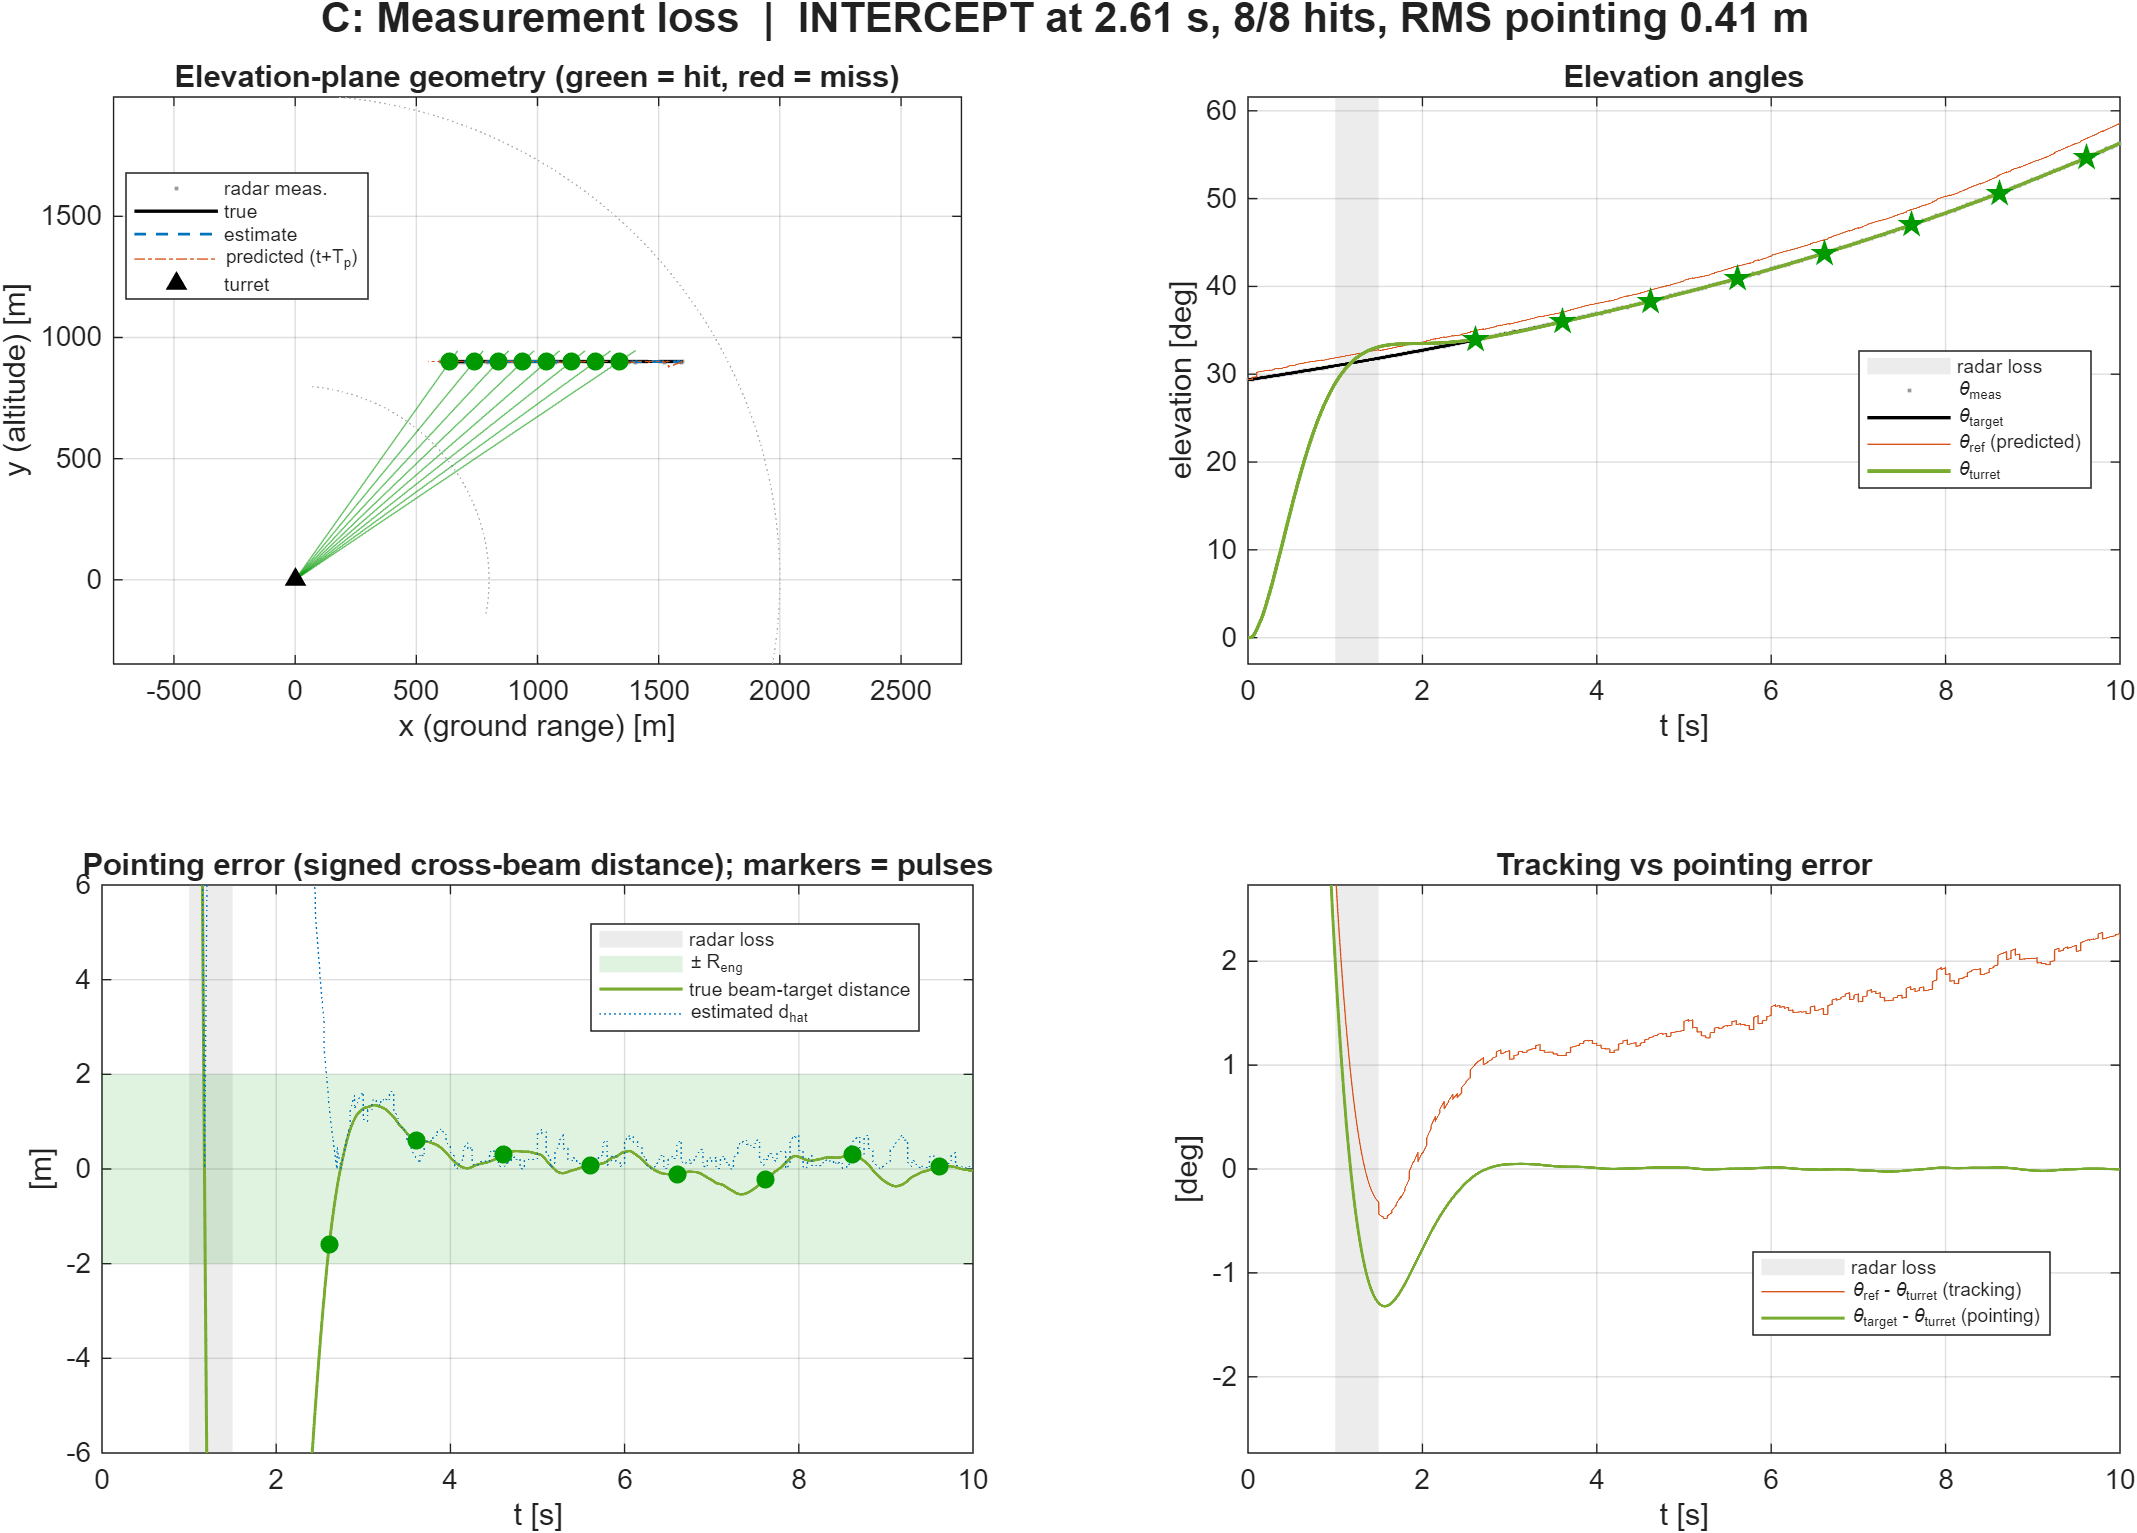 C: Measurement loss | INTERCEPT at 2.61 s, 8/8 hits, RMS pointing 0.41 m
Elevation-plane geometry (green = hit, red = miss)
radar meas.
true
estimate
predicted (t+Tp)
turret
1500
1000
500
0
y (altitude) [m]
-500 0 500 1000 1500 2000 2500
x (ground range) [m]
Elevation angles
60
50
40
30
20
10
0
elevation [deg]
radar loss
θmeas
θtarget
θref (predicted)
θturret
0 2 4 6 8 10
t [s]
Pointing error (signed cross-beam distance); markers = pulses
6
4
2
0
-2
-4
-6
[m]
radar loss
± Reng
true beam-target distance
estimated dhat
0 2 4 6 8 10
t [s]
Tracking vs pointing error
2
1
0
-1
-2
[deg]
radar loss
θref - θturret (tracking)
θtarget - θturret (pointing)
0 2 4 6 8 10
t [s]